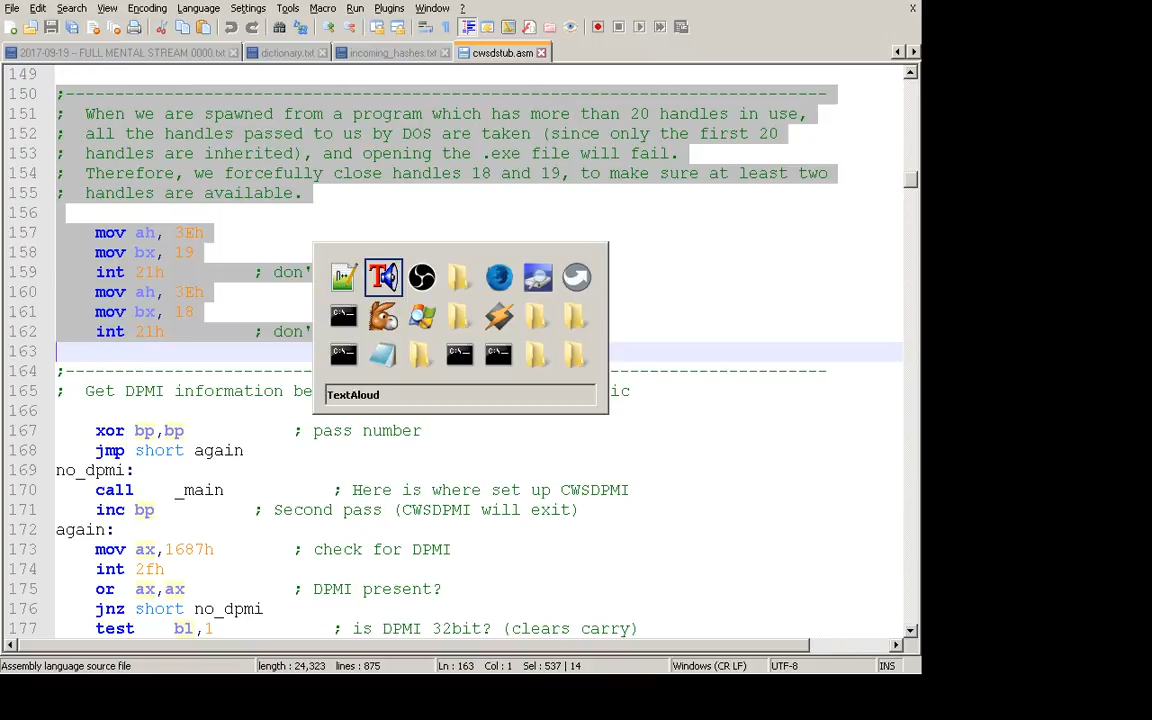 File Edit Search View Encoding Language Settings Tools Macro Run Plugins Window ? X
2017-09-19 -- FULL MENTAL STREAM 0000.txt dictionary.txt incoming_hashes.txt cwsdstub.asm
149
150 ;-----------------------------------------------------------------------------
151 ;  When we are spawned from a program which has more than 20 handles in use,
152 ;  all the handles passed to us by DOS are taken (since only the first 20
153 ;  handles are inherited), and opening the .exe file will fail.
154 ;  Therefore, we forcefully close handles 18 and 19, to make sure at least two
155 ;  handles are available.
156
157 mov ah, 3Eh
158 mov bx, 19
159 int 21h ; don'
160 mov ah, 3Eh
161 mov bx, 18
162 int 21h ; don'
163
164 ;-----------------------------------------------------------------------------
165 ;  Get DPMI information be ic
166
167 xor bp,bp ; pass number
168 jmp short again
169 no_dpmi:
170 call _main ; Here is where set up CWSDPMI
171 inc bp ; Second pass (CWSDPMI will exit)
172 again:
173 mov ax,1687h ; check for DPMI
174 int 2fh
175 or ax,ax ; DPMI present?
176 jnz short no_dpmi
177 test bl,1 ; is DPMI 32bit? (clears carry)
C:\_
C:\_ C:\_ C:\_
TextAloud
Assembly language source file length : 24,323 lines : 875 Ln : 163 Col : 1 Sel : 537 | 14 Windows (CR LF) UTF-8 INS